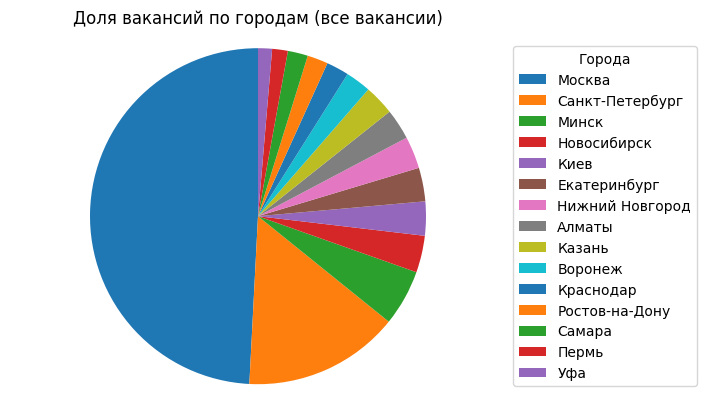 Доля вакансий по городам (все вакансии)
Города
Москва
Санкт-Петербург
Минск
Новосибирск
Киев
Екатеринбург
Нижний Новгород
Алматы
Казань
Воронеж
Краснодар
Ростов-на-Дону
Самара
Пермь
Уфа